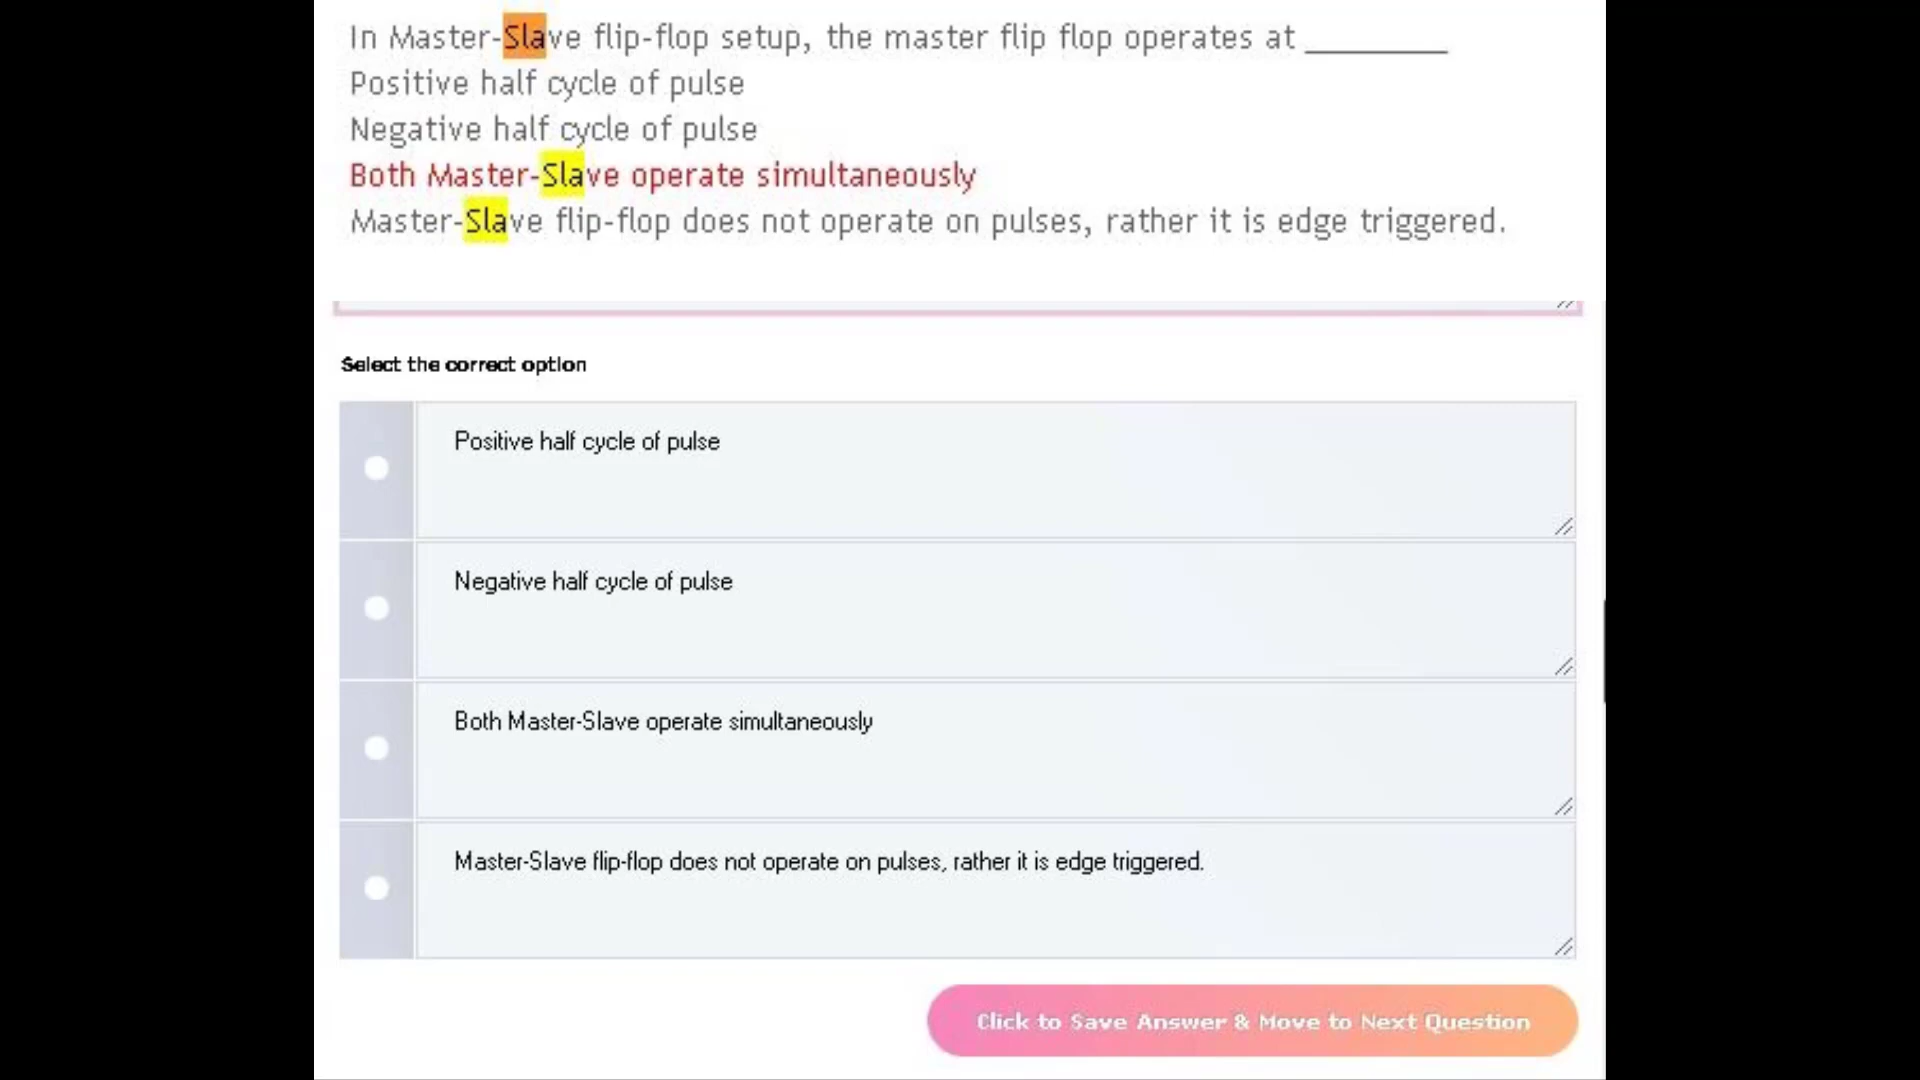 In Master-Slave flip-flop setup, the master flip flop operates at __________
Positive half cycle of pulse
Negative half cycle of pulse
Both Master-Slave operate simultaneously
Master-Slave flip-flop does not operate on pulses, rather it is edge triggered.
Select the correct option
Positive half cycle of pulse
Negative half cycle of pulse
Both Master-Slave operate simultaneously
Master-Slave flip-flop does not operate on pulses, rather it is edge triggered.
Click to Save Answer & Move to Next Question